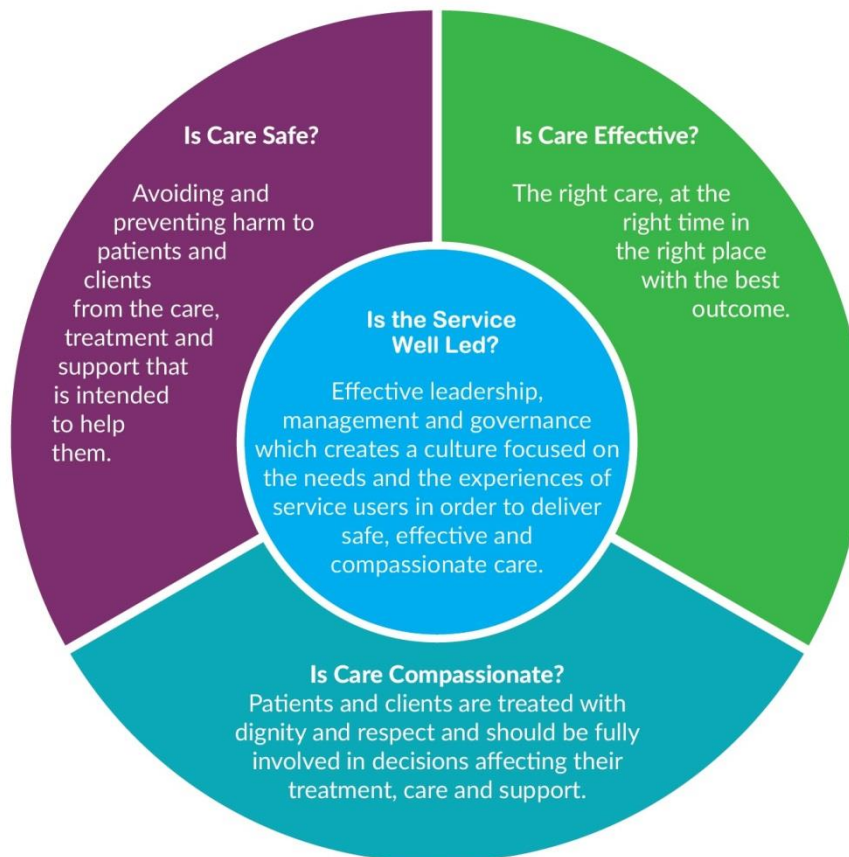 Is Care Safe?
Avoiding and
preventing harm to
patients and
clients
from the care,
treatment and
support that
is intended
to help
them.
Is Care Effective?
The right care, at the
right time in
the right place
with the best
outcome.
Is the Service
Well Led?
Effective leadership,
management and governance
which creates a culture focused on
the needs and the experiences of
service users in order to deliver
safe, effective and
compassionate care.
Is Care Compassionate?
Patients and clients are treated with
dignity and respect and should be fully
involved in decisions affecting their
treatment, care and support.